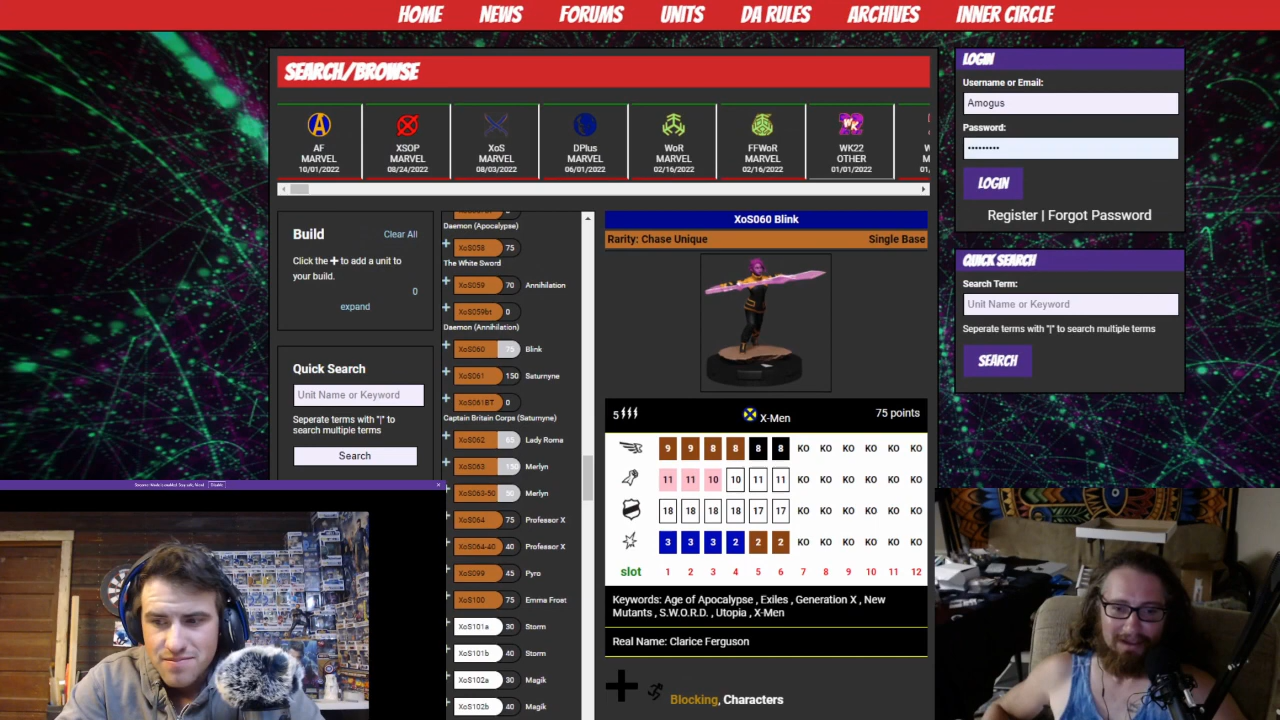 HOME NEWS FORUMS UNITS DA RULES ARCHIVES INNER CIRCLE
SEARCH/BROWSE
AF
MARVEL
10/01/2022
XSOP
MARVEL
08/24/2022
XoS
MARVEL
08/03/2022
DPlus
MARVEL
06/01/2022
WoR
MARVEL
02/16/2022
FFWoR
MARVEL
02/16/2022
WK22
OTHER
01/01/2022
Build
Clear All
Click the + to add a unit to
your build.
0
expand
Quick Search
Unit Name or Keyword
Seperate terms with "|" to
search multiple terms
Search
Daemon (Apocalypse)
XoS058 75
The White Sword
XoS059 70 Annihilation
XoS059bt 0
Daemon (Annihilation)
XoS060 75 Blink
XoS061 150 Saturnyne
XoS061BT 0
Captain Britain Corps (Saturnyne)
XoS062 65 Lady Roma
XoS063 150 Merlyn
XoS063-50 50 Merlyn
XoS064 75 Professor X
XoS064-40 40 Professor X
XoS099 45 Pyro
XoS100 75 Emma Frost
XoS101a 30 Storm
XoS101b 40 Storm
XoS102a 30 Magik
XoS102b 40 Magik
XoS060 Blink
Rarity: Chase Unique Single Base
5 X-Men 75 points
9 9 8 8 8 8 KO KO KO KO KO KO
11 11 10 10 11 11 KO KO KO KO KO KO
18 18 18 18 17 17 KO KO KO KO KO KO
3 3 3 2 2 2 KO KO KO KO KO KO
slot 1 2 3 4 5 6 7 8 9 10 11 12
Keywords: Age of Apocalypse , Exiles , Generation X , New
Mutants , S.W.O.R.D. , Utopia , X-Men
Real Name: Clarice Ferguson
Blocking, Characters
LOGIN
Username or Email:
Amogus
Password:
•••••••••
LOGIN
Register | Forgot Password
QUICK SEARCH
Search Term:
Unit Name or Keyword
Seperate terms with "|" to search multiple terms
SEARCH